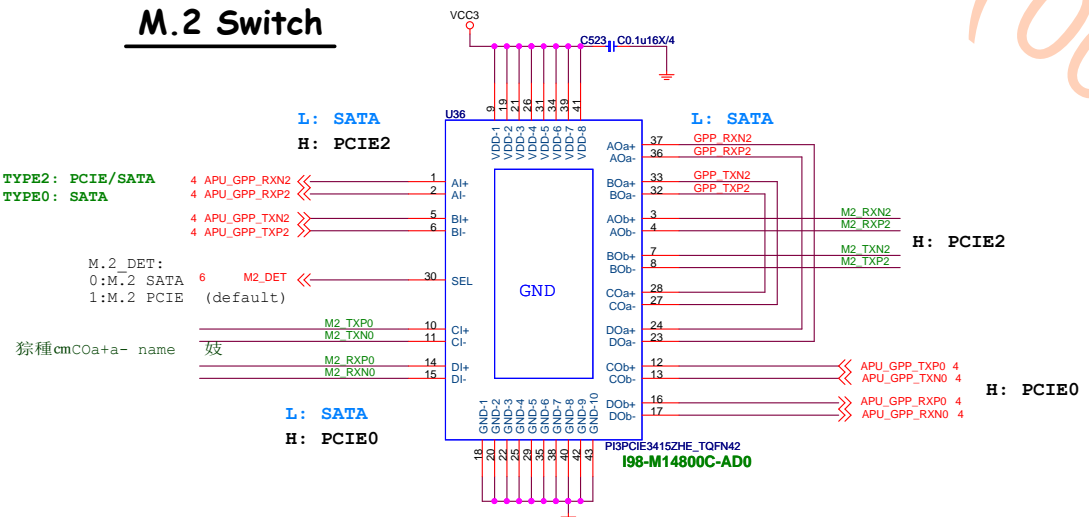 M.2 Switch
VCC3
C523 C0.1u16X/4
9 19 21 26 31 34 39 41
U36
VDD-1 VDD-2 VDD-3 VDD-4 VDD-5 VDD-6 VDD-7 VDD-8
L: SATA
H: PCIE2
L: SATA
TYPE2: PCIE/SATA
TYPE0: SATA
4 APU_GPP_RXN2 1 AI+
4 APU_GPP_RXP2 2 AI-
4 APU_GPP_TXN2 5 BI+
4 APU_GPP_TXP2 6 BI-
M.2_DET:
0:M.2 SATA
1:M.2 PCIE (default)
6 M2_DET 30 SEL
M2_TXP0 10 CI+
M2_TXN0 11 CI-
猔種cmCOa+a- name 妓
M2_RXP0 14 DI+
M2_RXN0 15 DI-
L: SATA
H: PCIE0
GND
AOa+ 37 GPP_RXN2
AOa- 36 GPP_RXP2
BOa+ 33 GPP_TXN2
BOa- 32 GPP_TXP2
AOb+ 3 M2_RXN2
AOb- 4 M2_RXP2
BOb+ 7 M2_TXN2
BOb- 8 M2_TXP2
H: PCIE2
COa+ 28
COa- 27
DOa+ 24
DOa- 23
COb+ 12 APU_GPP_TXP0 4
COb- 13 APU_GPP_TXN0 4
DOb+ 16 APU_GPP_RXP0 4
DOb- 17 APU_GPP_RXN0 4
H: PCIE0
GND-1 GND-2 GND-3 GND-4 GND-5 GND-6 GND-7 GND-8 GND-9 GND-10
18 20 22 25 29 35 38 40 42 43
PI3PCIE3415ZHE_TQFN42
I98-M14800C-AD0